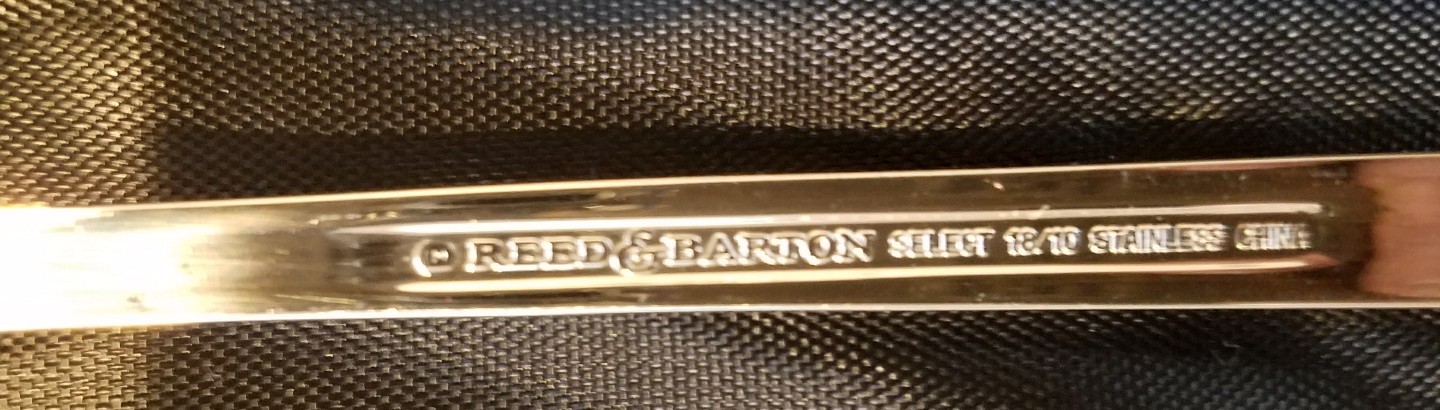 © REED & BARTON SELECT 18/10 STAINLESS CHINA